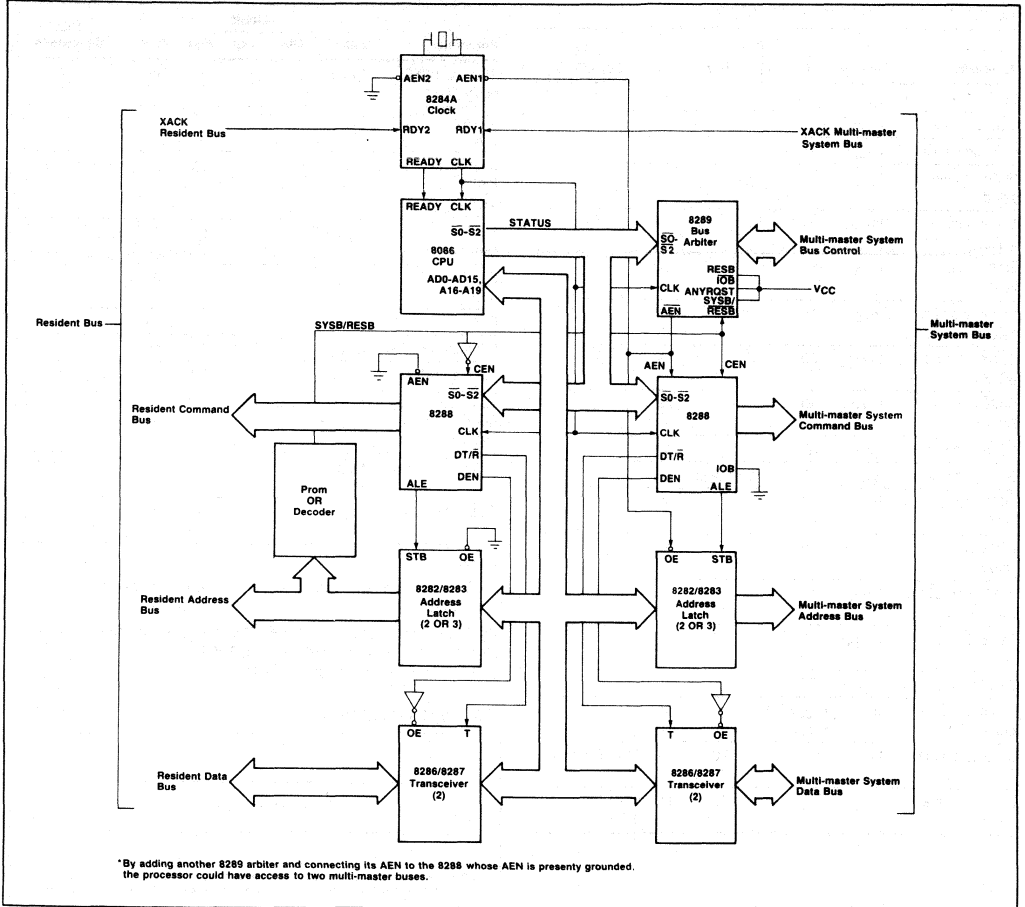 AEN2 AEN1
8284A
Clock
XACK
Resident Bus
RDY2 RDY1
XACK Multi-master
System Bus
READY CLK
READY CLK
S0-S2
STATUS
8086
CPU
AD0-AD15,
A16-A19
8289
Bus
Arbiter
S0-
S2
Multi-master System
Bus Control
RESB
IOB
ANYRQST
SYSB/
RESB
CLK
AEN
VCC
Resident Bus
Multi-master
System Bus
SYSB/RESB
CEN
AEN
S0-S2
8288
CLK
DT/R
DEN
ALE
AEN
CEN
S0-S2
8288
CLK
DT/R
DEN
IOB
ALE
Resident Command
Bus
Multi-master System
Command Bus
Prom
OR
Decoder
STB OE
8282/8283
Address
Latch
(2 OR 3)
OE STB
8282/8283
Address
Latch
(2 OR 3)
Resident Address
Bus
Multi-master System
Address Bus
OE T
8286/8287
Transceiver
(2)
T OE
8286/8287
Transceiver
(2)
Resident Data
Bus
Multi-master System
Data Bus
*By adding another 8289 arbiter and connecting its AEN to the 8288 whose AEN is presenty grounded,
the processor could have access to two multi-master buses.